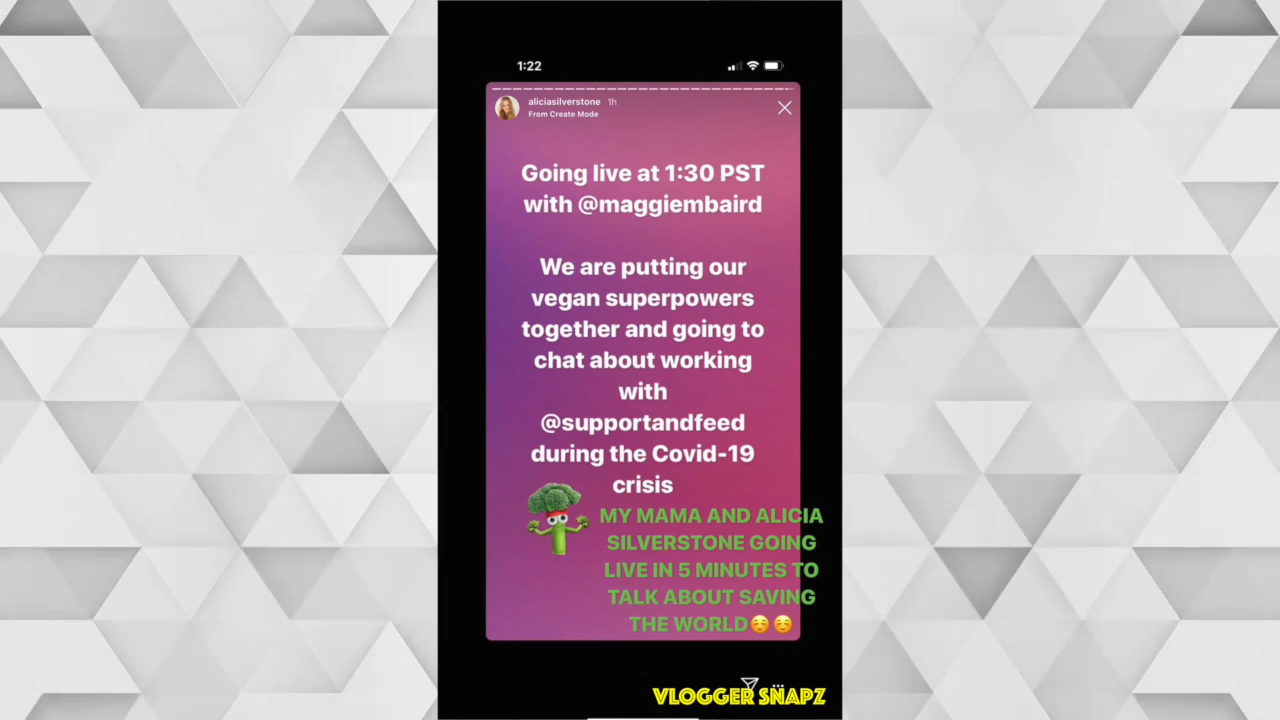 1:22
aliciasilverstone 1h
From Create Mode
Going live at 1:30 PST
with @maggiembaird
We are putting our
vegan superpowers
together and going to
chat about working
with
@supportandfeed
during the Covid-19
crisis
MY MAMA AND ALICIA
SILVERSTONE GOING
LIVE IN 5 MINUTES TO
TALK ABOUT SAVING
THE WORLD☺️☺️
VLOGGER SNAPZ